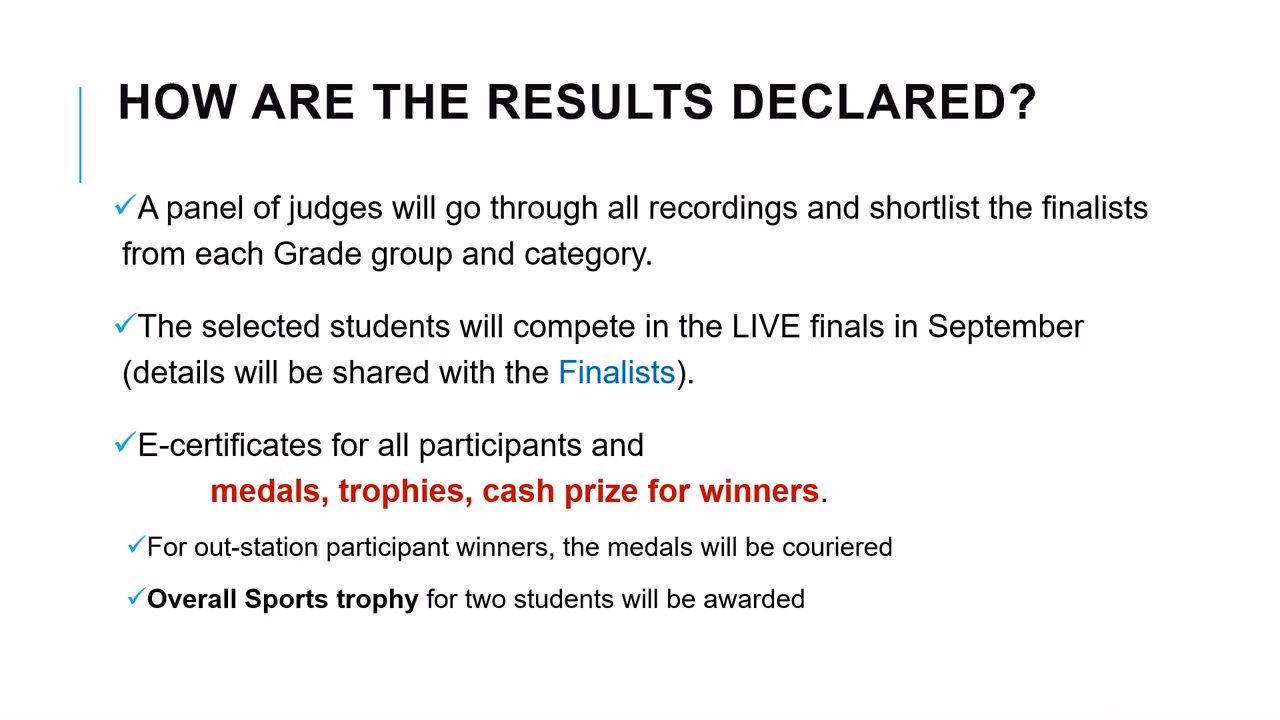 HOW ARE THE RESULTS DECLARED?
✓A panel of judges will go through all recordings and shortlist the finalists
from each Grade group and category.
✓The selected students will compete in the LIVE finals in September
(details will be shared with the Finalists).
✓E-certificates for all participants and
medals, trophies, cash prize for winners.
✓For out-station participant winners, the medals will be couriered
✓Overall Sports trophy for two students will be awarded